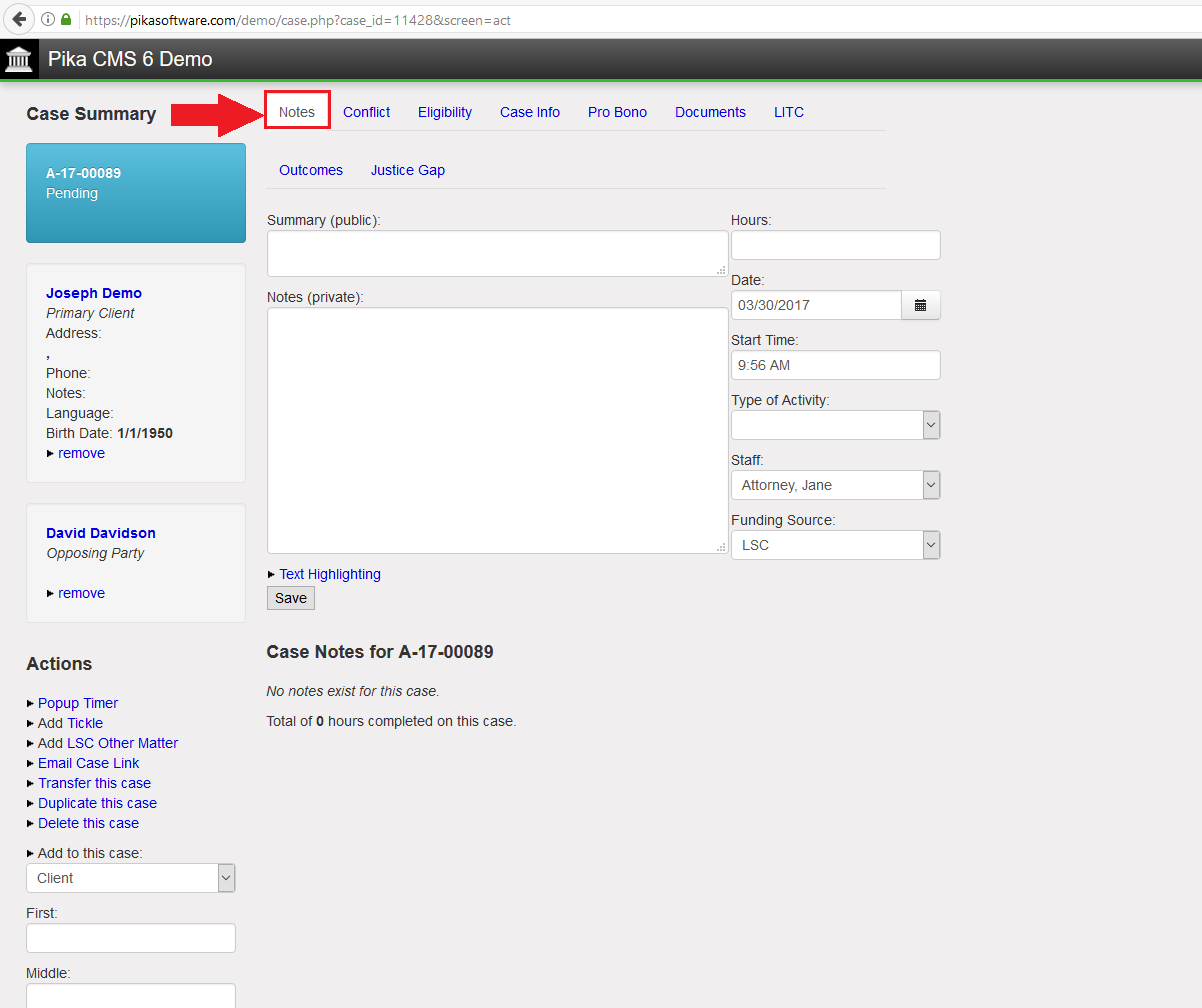 https://pikasoftware.com/demo/case.php?case_id=11428&screen=act
Pika CMS 6 Demo
Case Summary
Notes Conflict Eligibility Case Info Pro Bono Documents LITC
A-17-00089
Pending
Outcomes Justice Gap
Joseph Demo
Primary Client
Address:
,
Phone:
Notes:
Language:
Birth Date: 1/1/1950
remove
David Davidson
Opposing Party
remove
Actions
Popup Timer
Add Tickle
Add LSC Other Matter
Email Case Link
Transfer this case
Duplicate this case
Delete this case
Add to this case:
Client
First:
Middle:
Summary (public):
Notes (private):
Text Highlighting
Save
Hours:
Date:
03/30/2017
Start Time:
9:56 AM
Type of Activity:
Staff:
Attorney, Jane
Funding Source:
LSC
Case Notes for A-17-00089
No notes exist for this case.
Total of 0 hours completed on this case.